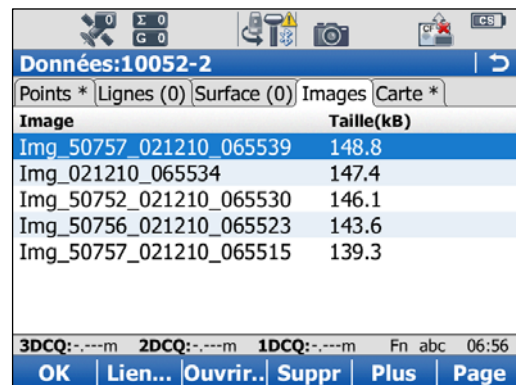 0 Σ 0
0 G 0
CF
CS
Données:10052-2
Points * Lignes (0) Surface (0) Images Carte *
Image Taille(kB)
Img_50757_021210_065539 148.8
Img_021210_065534 147.4
Img_50752_021210_065530 146.1
Img_50756_021210_065523 143.6
Img_50757_021210_065515 139.3
3DCQ:-.---m 2DCQ:-.---m 1DCQ:-.---m Fn abc 06:56
OK Lien... Ouvrir.. Suppr Plus Page